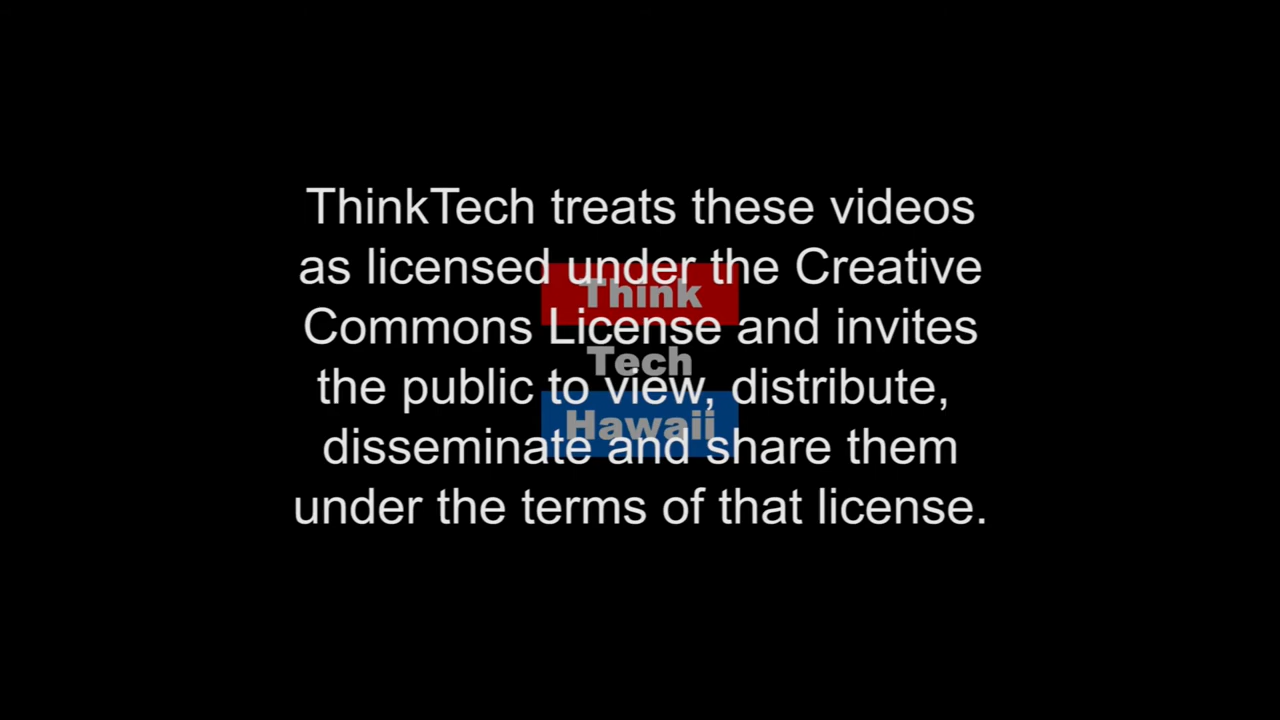 ThinkTech treats these videos
as licensed under the Creative
Think
Commons License and invites
Tech
the public to view, distribute,
Hawaii
disseminate and share them
under the terms of that license.